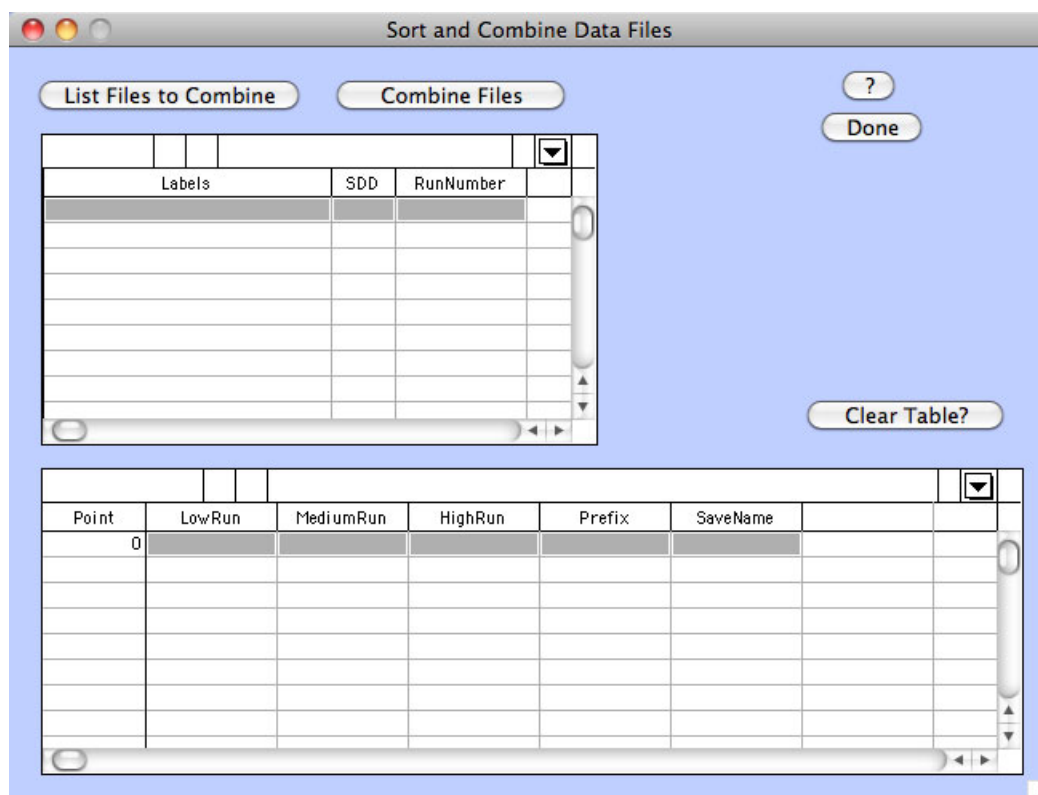 Sort and Combine Data Files
List Files to Combine Combine Files ?
Done
Labels SDD RunNumber
Clear Table?
Point LowRun MediumRun HighRun Prefix SaveName
0